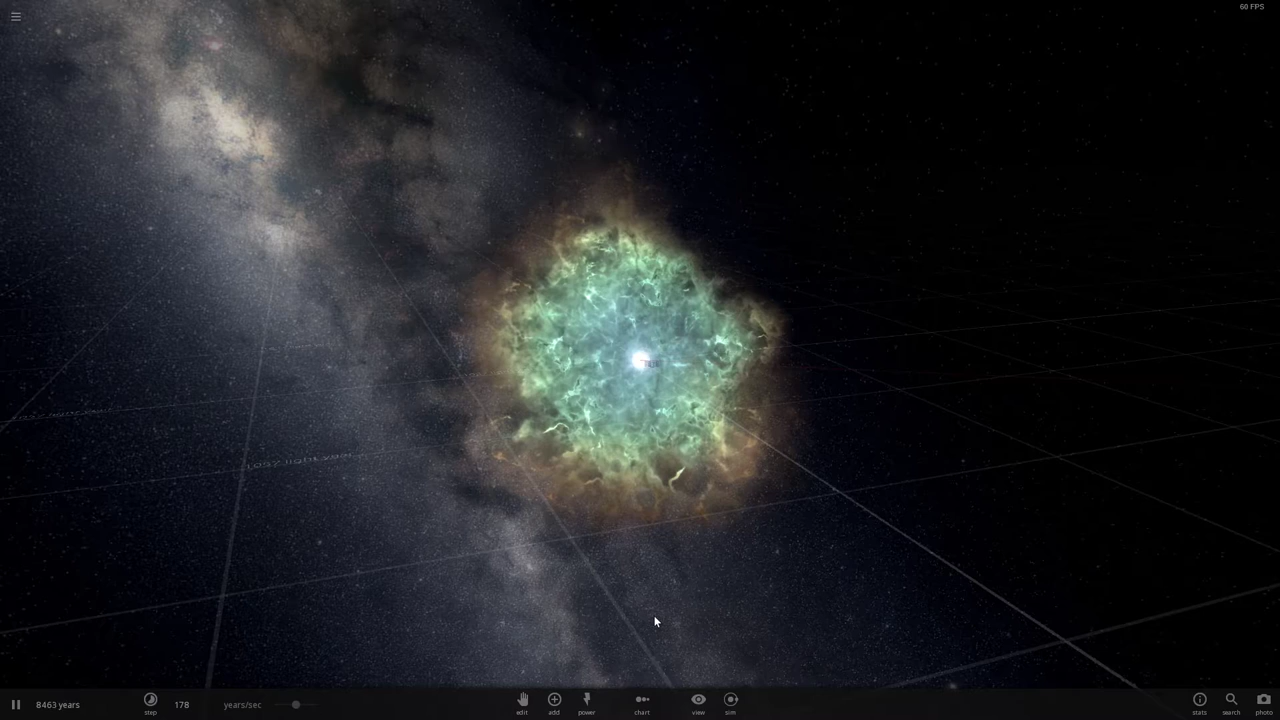 60 FPS
8463 years
step
178
years/sec
edit
add
power
chart
view
sim
stats
search
photo